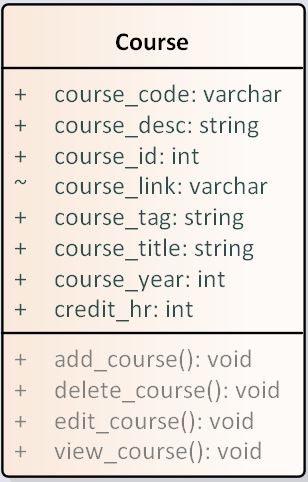 Course
+ course_code: varchar
+ course_desc: string
+ course_id: int
~ course_link: varchar
+ course_tag: string
+ course_title: string
+ course_year: int
+ credit_hr: int
+ add_course(): void
+ delete_course(): void
+ edit_course(): void
+ view_course(): void